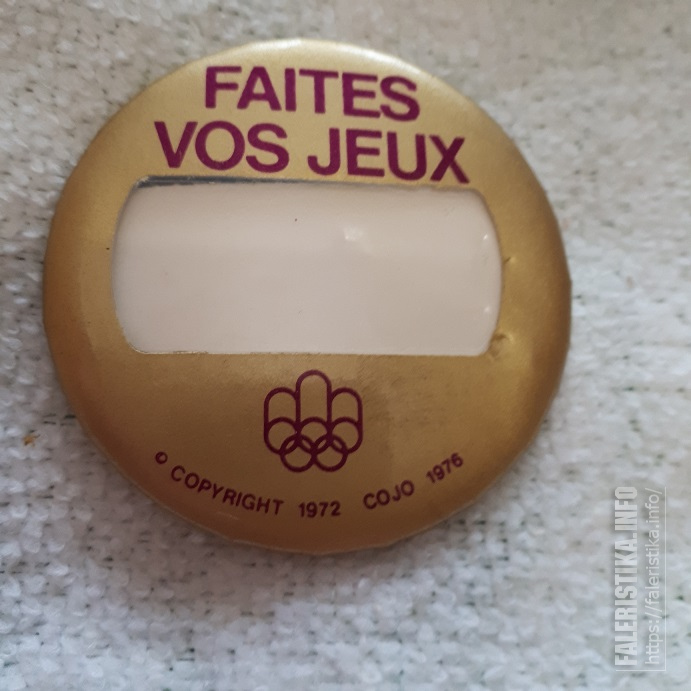 FAITES
VOS JEUX
© COPYRIGHT 1972 COJO 1976
FALERISTIKA.INFO
https://faleristika.info/